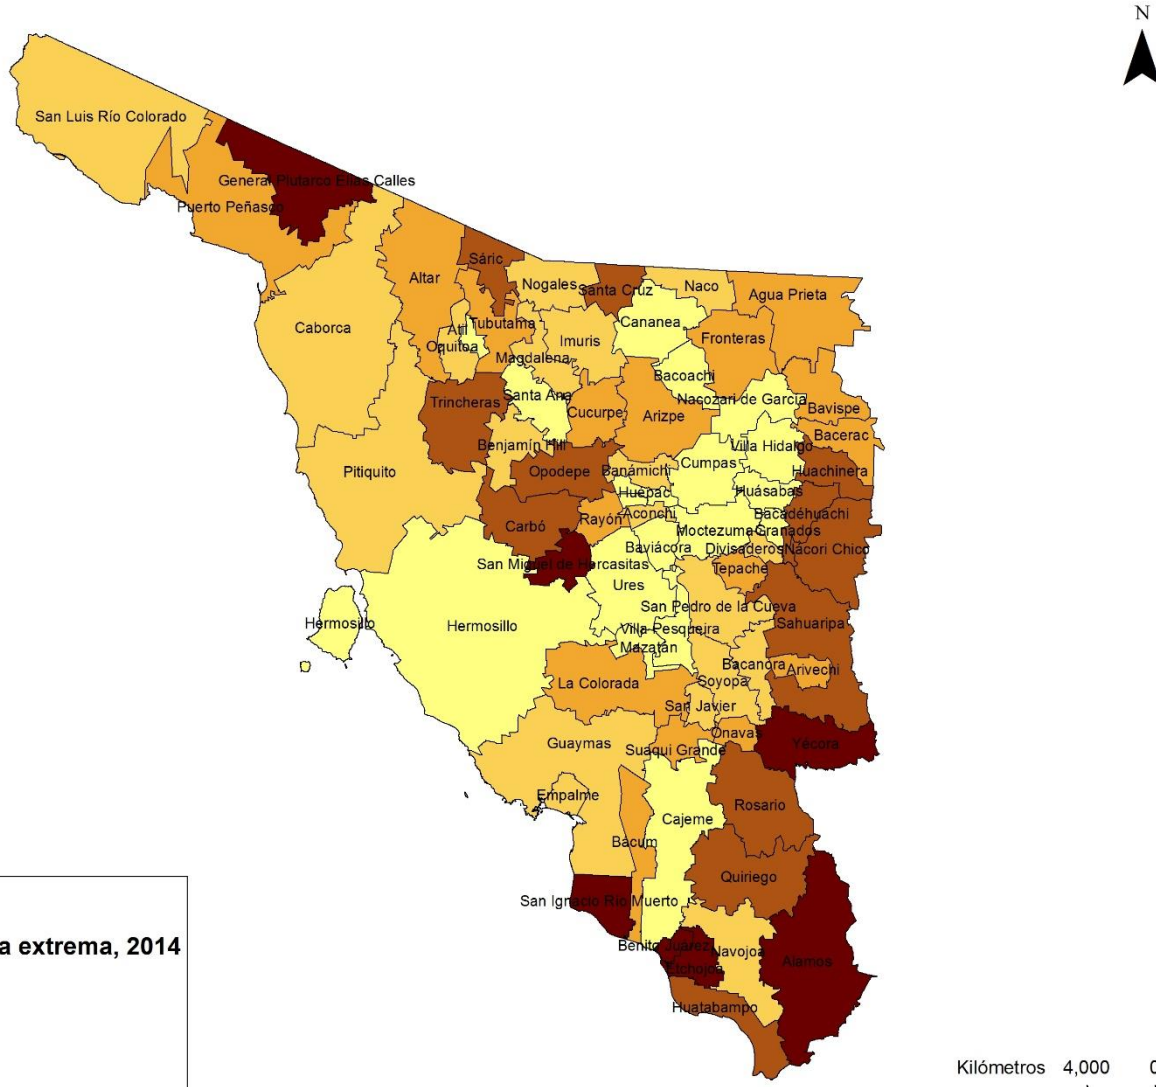 N
San Luis Río Colorado
General Plutarco Elías Calles
Puerto Peñasco
Sáric
Altar
Nogales
Santa Cruz
Naco
Agua Prieta
Caborca
Tubutama
Cananea
Atil
Oquitoa
Imuris
Fronteras
Magdalena
Bacoachi
Santa Ana
Nacozari de García
Trincheras
Cucurpe
Arizpe
Bavispe
Bacerac
Benjamín Hill
Villa Hidalgo
Pitiquito
Opodepe
Banámichi
Cumpas
Huachinera
Huépac
Huásabas
Carbó
Rayón
Aconchi
Bacadéhuachi
Moctezuma
Granados
Baviácora
Divisaderos
Nácori Chico
San Miguel de Horcasitas
Tepache
Ures
San Pedro de la Cueva
Hermosillo
Hermosillo
Villa Pesqueira
Sahuaripa
Mazatán
Bacanora
Arivechi
La Colorada
Soyopa
San Javier
Guaymas
Suaqui Grande
Onavas
Yécora
Empalme
Rosario
Cajeme
Bácum
Quiriego
San Ignacio Río Muerto
Benito Juárez
Navojoa
a extrema, 2014
Etchojoa
Alamos
Huatabampo
Kilómetros 4,000 0